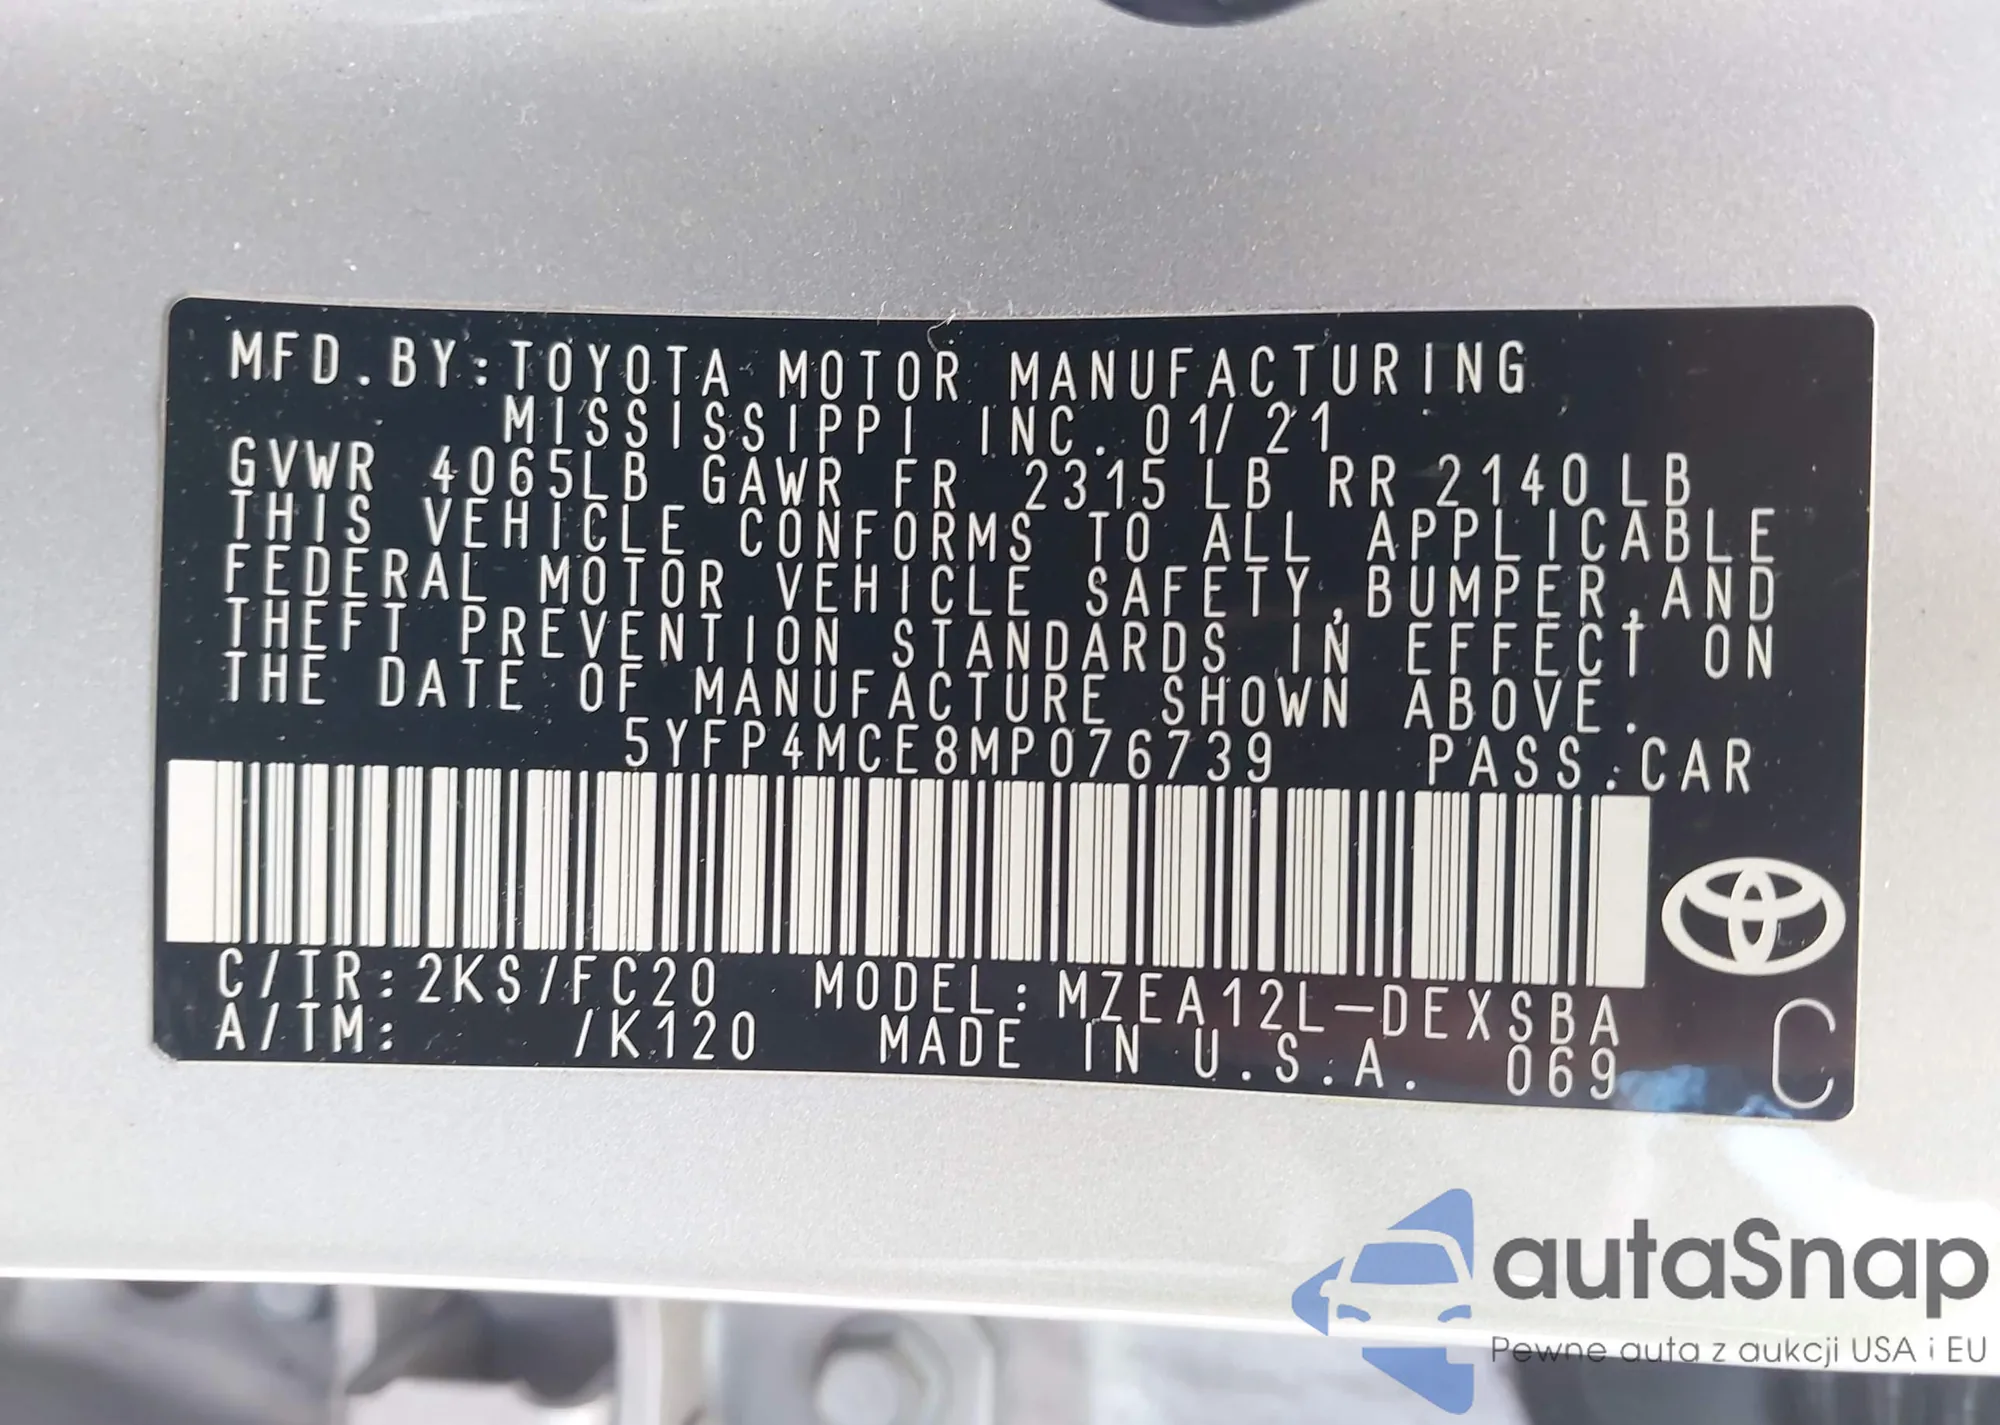 MFD.BY:TOYOTA MOTOR MANUFACTURING
MISSISSIPPI INC. 01/21
GVWR 4065LB GAWR FR 2315LB RR 2140LB
THIS VEHICLE CONFORMS TO ALL APPLICABLE
FEDERAL MOTOR VEHICLE SAFETY,BUMPER,AND
THEFT PREVENTION STANDARDS IN EFFECT ON
THE DATE OF MANUFACTURE SHOWN ABOVE.
5YFP4MCE8MP076739 PASS.CAR
C/TR:2KS/FC20 MODEL:MZEA12L-DEXSBA
A/TM: /K120 MADE IN U.S.A. 069 C
autaSnap
Pewne auta z aukcji USA i EU